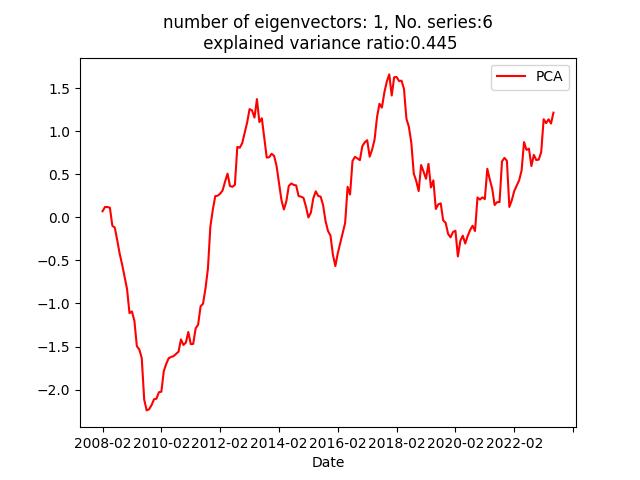 number of eigenvectors: 1, No. series:6
explained variance ratio:0.445
PCA
1.5
1.0
0.5
0.0
−0.5
−1.0
−1.5
−2.0
2008-02 2010-02 2012-02 2014-02 2016-02 2018-02 2020-02 2022-02
Date